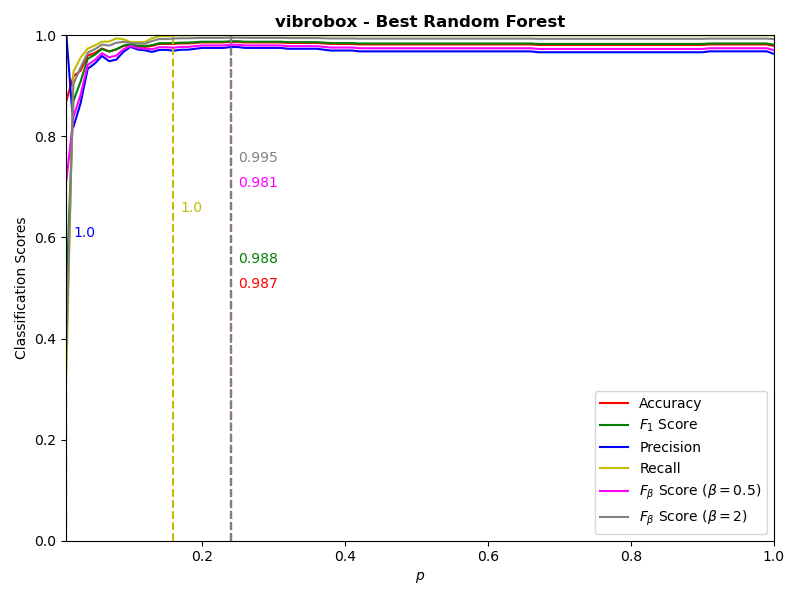 vibrobox - Best Random Forest
Classification Scores
1.0
0.8
0.6
0.4
0.2
0.0
0.995
0.981
1.0
1.0
0.988
0.987
Accuracy
F₁ Score
Precision
Recall
Fᵦ Score (β = 0.5)
Fᵦ Score (β = 2)
0.2 0.4 0.6 0.8 1.0
p